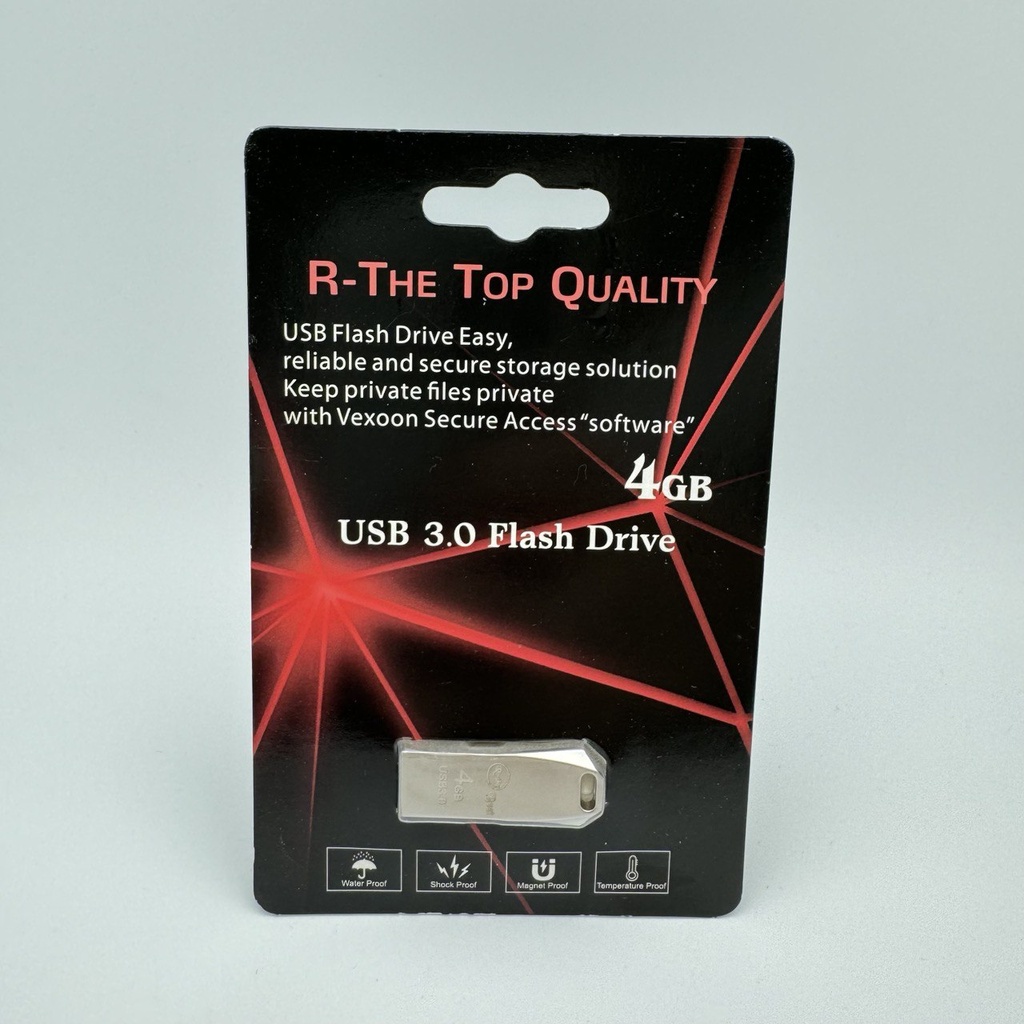 R-THE TOP QUALITY
USB Flash Drive Easy,
reliable and secure storage solution
Keep private files private
with Vexoon Secure Access “software”
4GB
USB 3.0 Flash Drive
4GB
Water Proof
Shock Proof
Magnet Proof
Temperature Proof